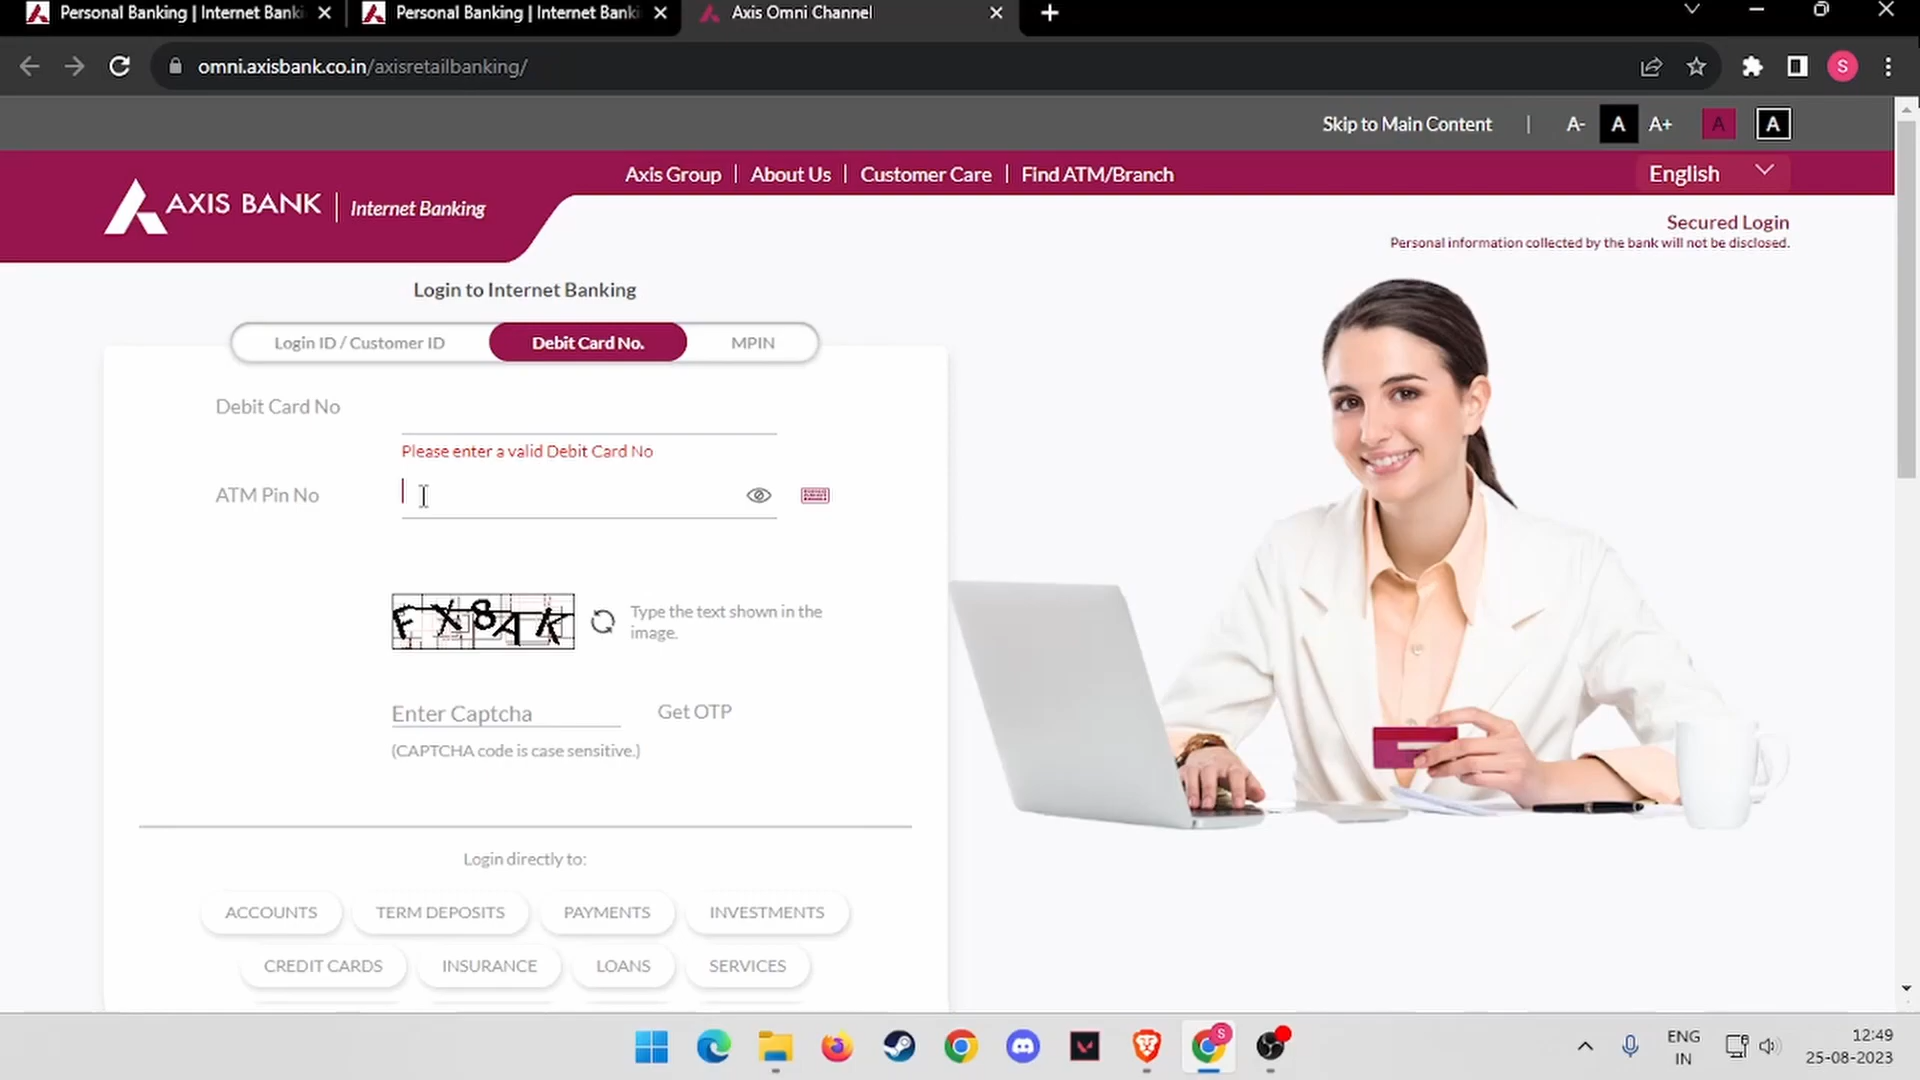 Personal Banking | Internet Banki
Personal Banking | Internet Banki
Axis Omni Channel
omni.axisbank.co.in/axisretailbanking/
S
Skip to Main Content | A- A A+ A A
Axis Group | About Us | Customer Care | Find ATM/Branch
English
AXIS BANK | Internet Banking
Secured Login
Personal information collected by the bank will not be disclosed.
Login to Internet Banking
Login ID / Customer ID
Debit Card No.
MPIN
Debit Card No
Please enter a valid Debit Card No
ATM Pin No
FX8AK
Type the text shown in the
image.
Enter Captcha
Get OTP
(CAPTCHA code is case sensitive.)
Login directly to:
ACCOUNTS
TERM DEPOSITS
PAYMENTS
INVESTMENTS
CREDIT CARDS
INSURANCE
LOANS
SERVICES
S
ENG
IN
12:49
25-08-2023